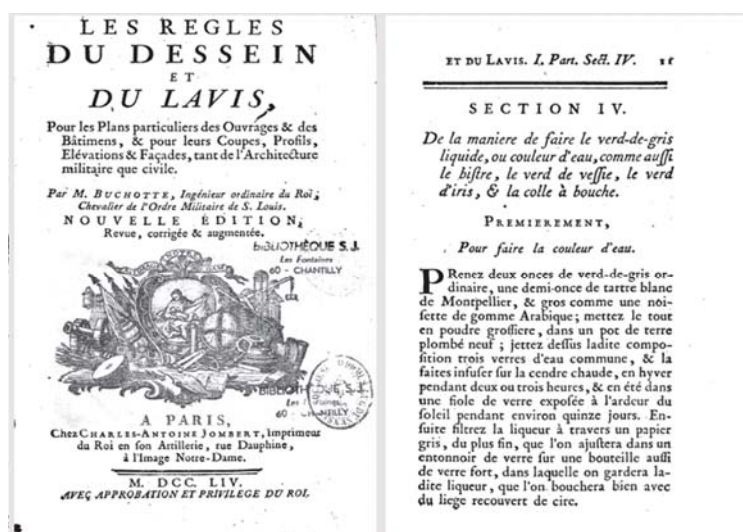 LES REGLES
DU DESSEIN
ET
DU LAVIS,
Pour les Plans particuliers des Ouvrages & des
Bâtimens, & pour leurs Coupes, Profils,
Elévations & Façades, tant de l'Architecture
militaire que civile.
Par M. BUCHOTTE, Ingénieur ordinaire du Roi,
Chevalier de l'Ordre Militaire de S. Louis.
NOUVELLE ÉDITION,
Revue, corrigée & augmentée.
BIBLIOTHÈQUE S. J.
Les Fontaines
60 - CHANTILLY
BIBLIOTHÈQUE S. J.
Les
60 - CHANTILLY
A PARIS,
Chez CHARLES-ANTOINE JOMBERT, Imprimeur
du Roi en son Artillerie, rue Dauphine,
à l'Image Notre-Dame.
M. DCC. LIV.
AVEC APPROBATION ET PRIVILEGE DU ROI.
ET DU LAVIS. I. Part. Sect. IV.
SECTION IV.
De la maniere de faire le verd-de-gris
liquide, ou couleur d'eau, comme auſſi
le biſtre, le verd de veſſie, le verd
d'iris, & la colle à bouche.
PREMIEREMENT,
Pour faire la couleur d'eau.
PRenez deux onces de verd-de-gris or-
dinaire, une demi-once de tartre blanc
de Montpellier, & gros comme une noi-
ſette de gomme Arabique; mettez le tout
en poudre groſſiere, dans un pot de terre
plombé neuf; jettez deſſus ladite compo-
ſition trois verres d'eau commune, & la
faites infuſer ſur la cendre chaude, en hyver
pendant deux ou trois heures, & en été dans
une fiole de verre expoſée à l'ardeur du
ſoleil pendant environ quinze jours. En-
ſuite filtrez la liqueur à travers un papier
gris, du plus fin, que l'on ajuſtera dans un
entonnoir de verre ſur une bouteille auſſi
de verre fort, dans laquelle on gardera la-
dite liqueur, que l'on bouchera bien avec
du liege recouvert de cire.